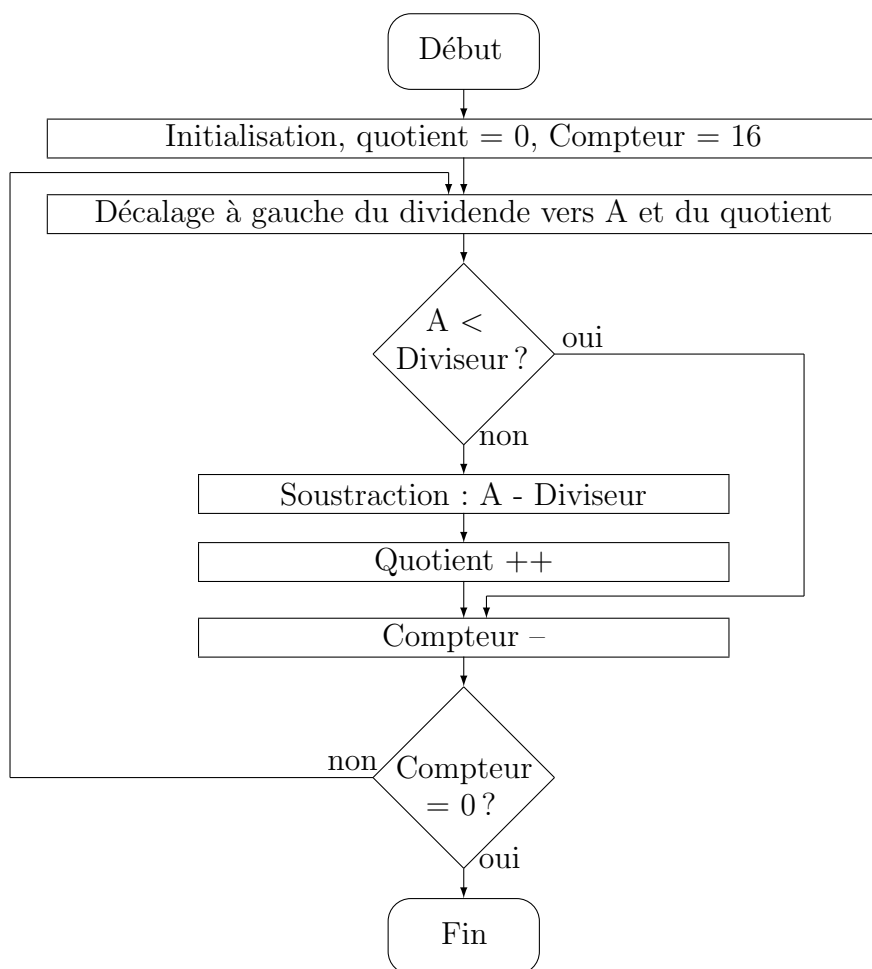 Début
Initialisation, quotient = 0, Compteur = 16
Décalage à gauche du dividende vers A et du quotient
A <
Diviseur ?
oui
non
Soustraction : A - Diviseur
Quotient ++
Compteur –
non
Compteur
= 0 ?
oui
Fin